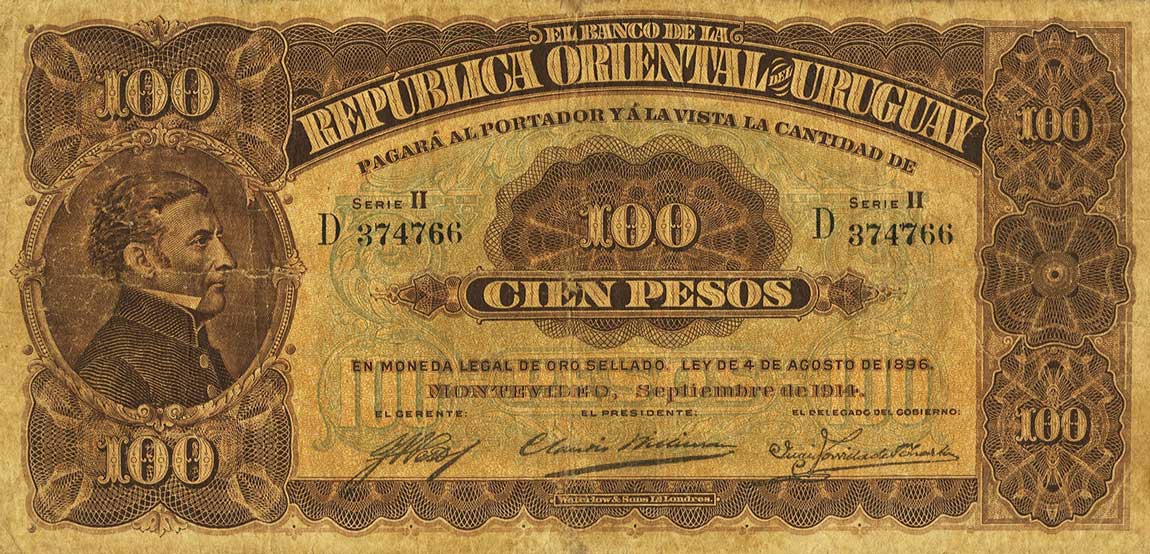 EL BANCO DE LA
REPÚBLICA ORIENTAL DEL URUGUAY
PAGARÁ AL PORTADOR Y Á LA VISTA LA CANTIDAD DE
100
100
SERIE II
D 374766
100
SERIE II
D 374766
CIEN PESOS
EN MONEDA LEGAL DE ORO SELLADO. LEY DE 4 DE AGOSTO DE 1896.
MONTEVIDEO, Septiembre de 1914.
100
100
EL GERENTE:
EL PRESIDENTE:
EL DELEGADO DEL GOBIERNO:
100
100
Waterlow & Sons Ld Londres.